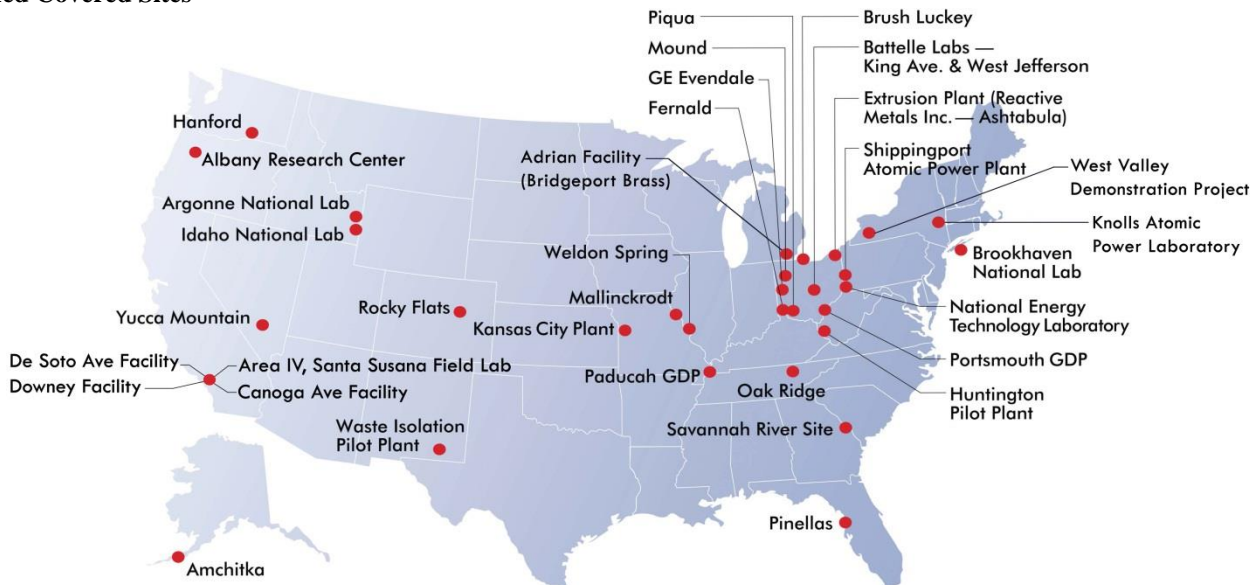 Covered Sites
Piqua
Mound
GE Evendale
Fernald
Brush Luckey
Battelle Labs —
King Ave. & West Jefferson
Extrusion Plant (Reactive
Metals Inc. — Ashtabula)
Shippingport
Atomic Power Plant
West Valley
Demonstration Project
Knolls Atomic
Power Laboratory
Brookhaven
National Lab
National Energy
Technology Laboratory
Portsmouth GDP
Huntington
Pilot Plant
Adrian Facility
(Bridgeport Brass)
Hanford
Albany Research Center
Argonne National Lab
Idaho National Lab
Weldon Spring
Mallinckrodt
Rocky Flats
Kansas City Plant
Yucca Mountain
De Soto Ave Facility
Downey Facility
Area IV, Santa Susana Field Lab
Canoga Ave Facility
Paducah GDP
Oak Ridge
Waste Isolation
Pilot Plant
Savannah River Site
Pinellas
Amchitka